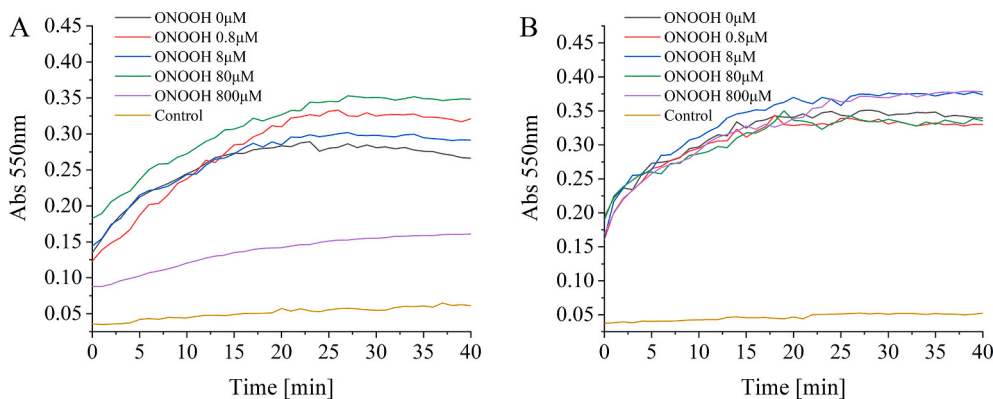 A
ONOOH 0μM
ONOOH 0.8μM
ONOOH 8μM
ONOOH 80μM
ONOOH 800μM
Control
0.45
0.40
0.35
0.30
0.25
0.20
0.15
0.10
0.05
Abs 550nm
0 5 10 15 20 25 30 35 40
Time [min]
B
ONOOH 0μM
ONOOH 0.8μM
ONOOH 8μM
ONOOH 80μM
ONOOH 800μM
Control
0.45
0.40
0.35
0.30
0.25
0.20
0.15
0.10
0.05
Abs 550nm
0 5 10 15 20 25 30 35 40
Time [min]